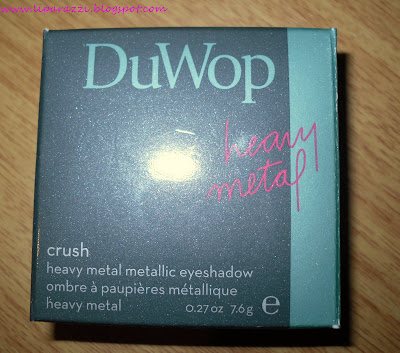 www.liparazzi.blogspot.com
DuWop
heavy
metal
crush
heavy metal metallic eyeshadow
ombre à paupières métallique
heavy metal 0.27 oz 7.6 g e